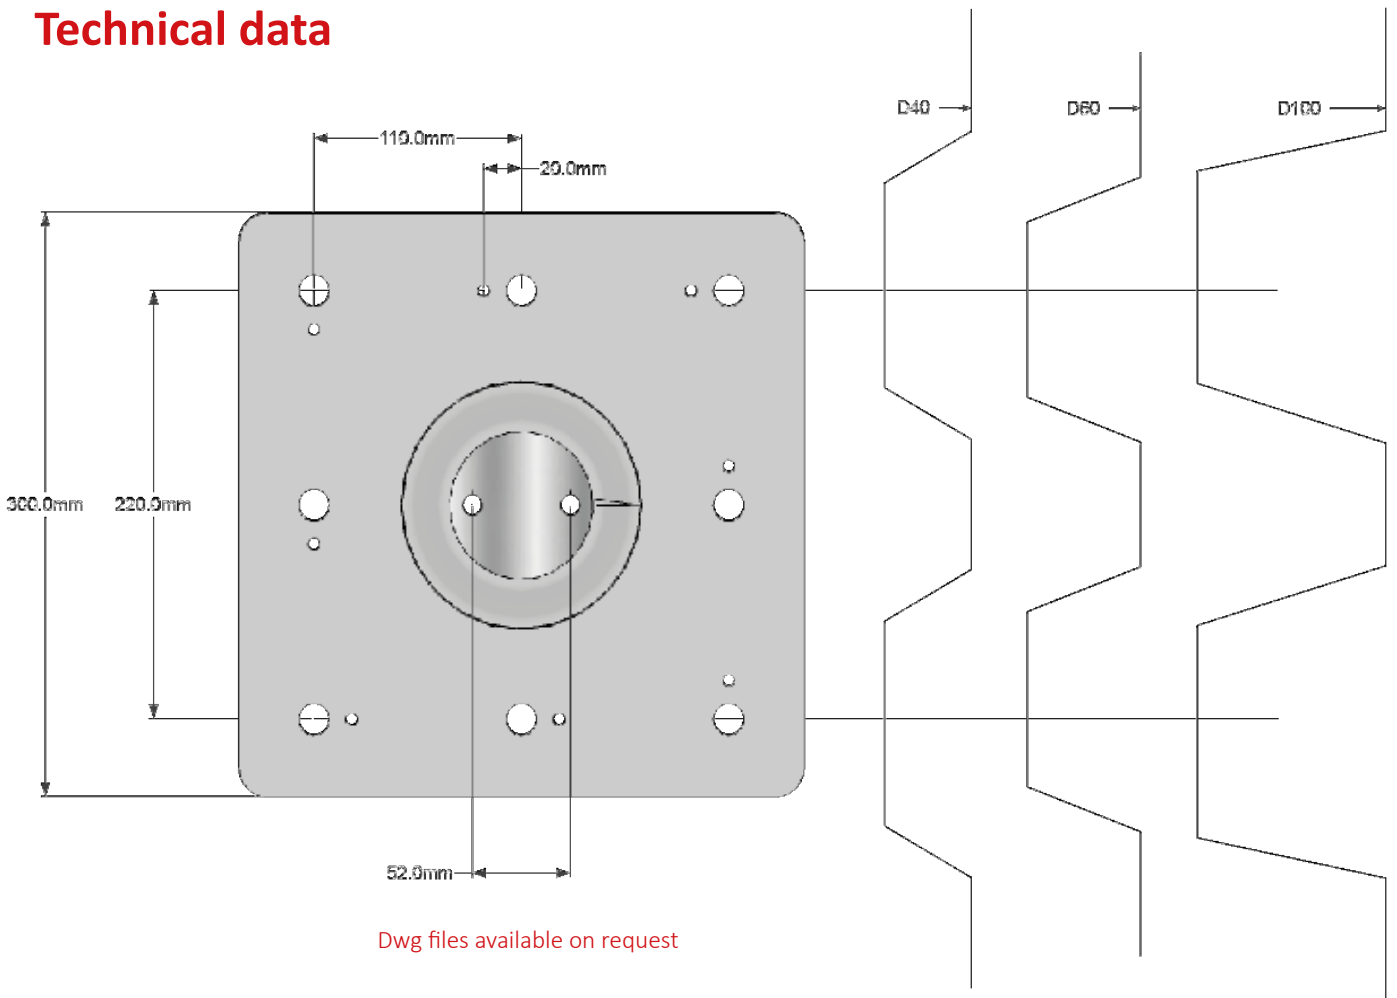 Technical data
D40
D60
D100
110.0mm
20.0mm
300.0mm
220.0mm
52.0mm
Dwg files available on request